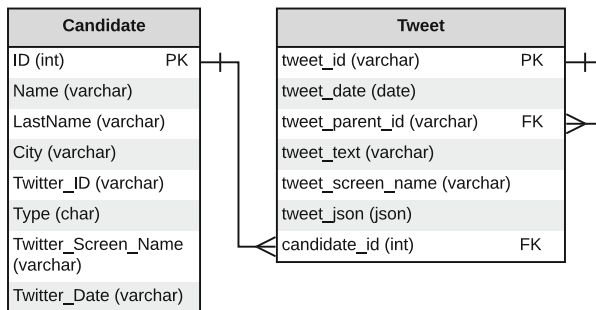 Candidate
ID (int) PK
Name (varchar)
LastName (varchar)
City (varchar)
Twitter_ID (varchar)
Type (char)
Twitter_Screen_Name
(varchar)
Twitter_Date (varchar)
Tweet
tweet_id (varchar) PK
tweet_date (date)
tweet_parent_id (varchar) FK
tweet_text (varchar)
tweet_screen_name (varchar)
tweet_json (json)
candidate_id (int) FK